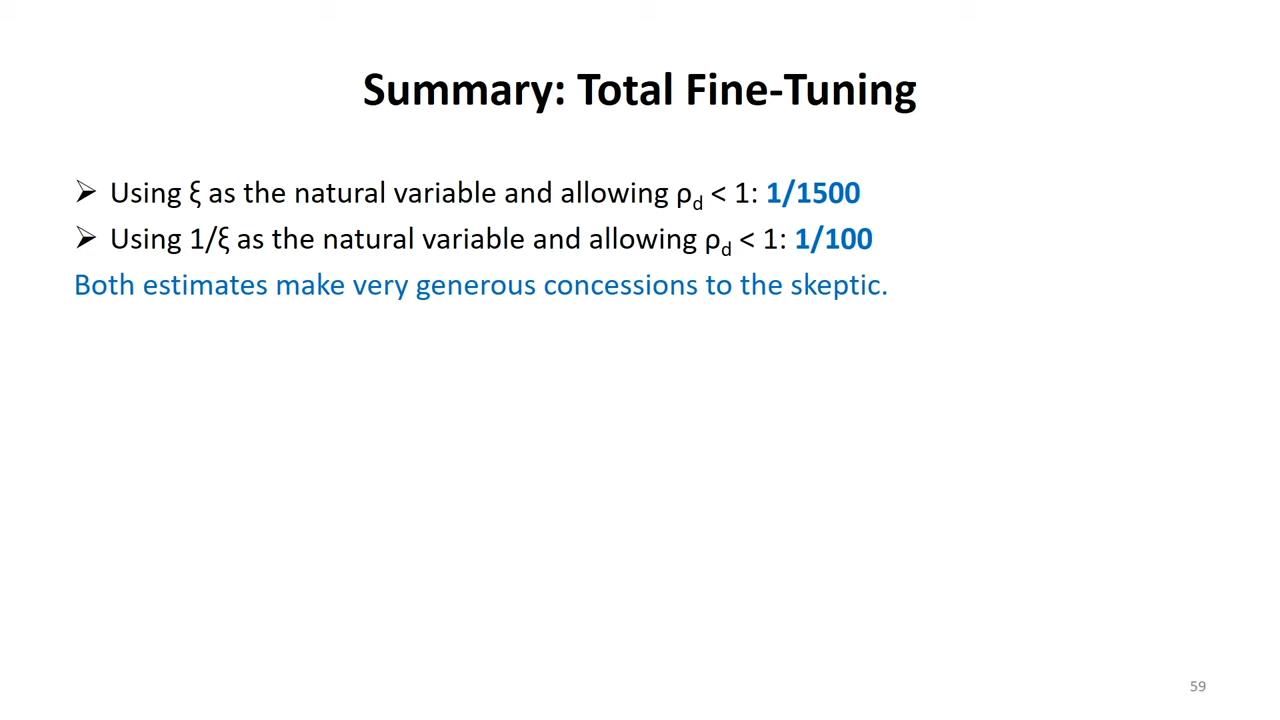 Summary: Total Fine-Tuning
➢ Using ξ as the natural variable and allowing ρd < 1: 1/1500
➢ Using 1/ξ as the natural variable and allowing ρd < 1: 1/100
Both estimates make very generous concessions to the skeptic.
59